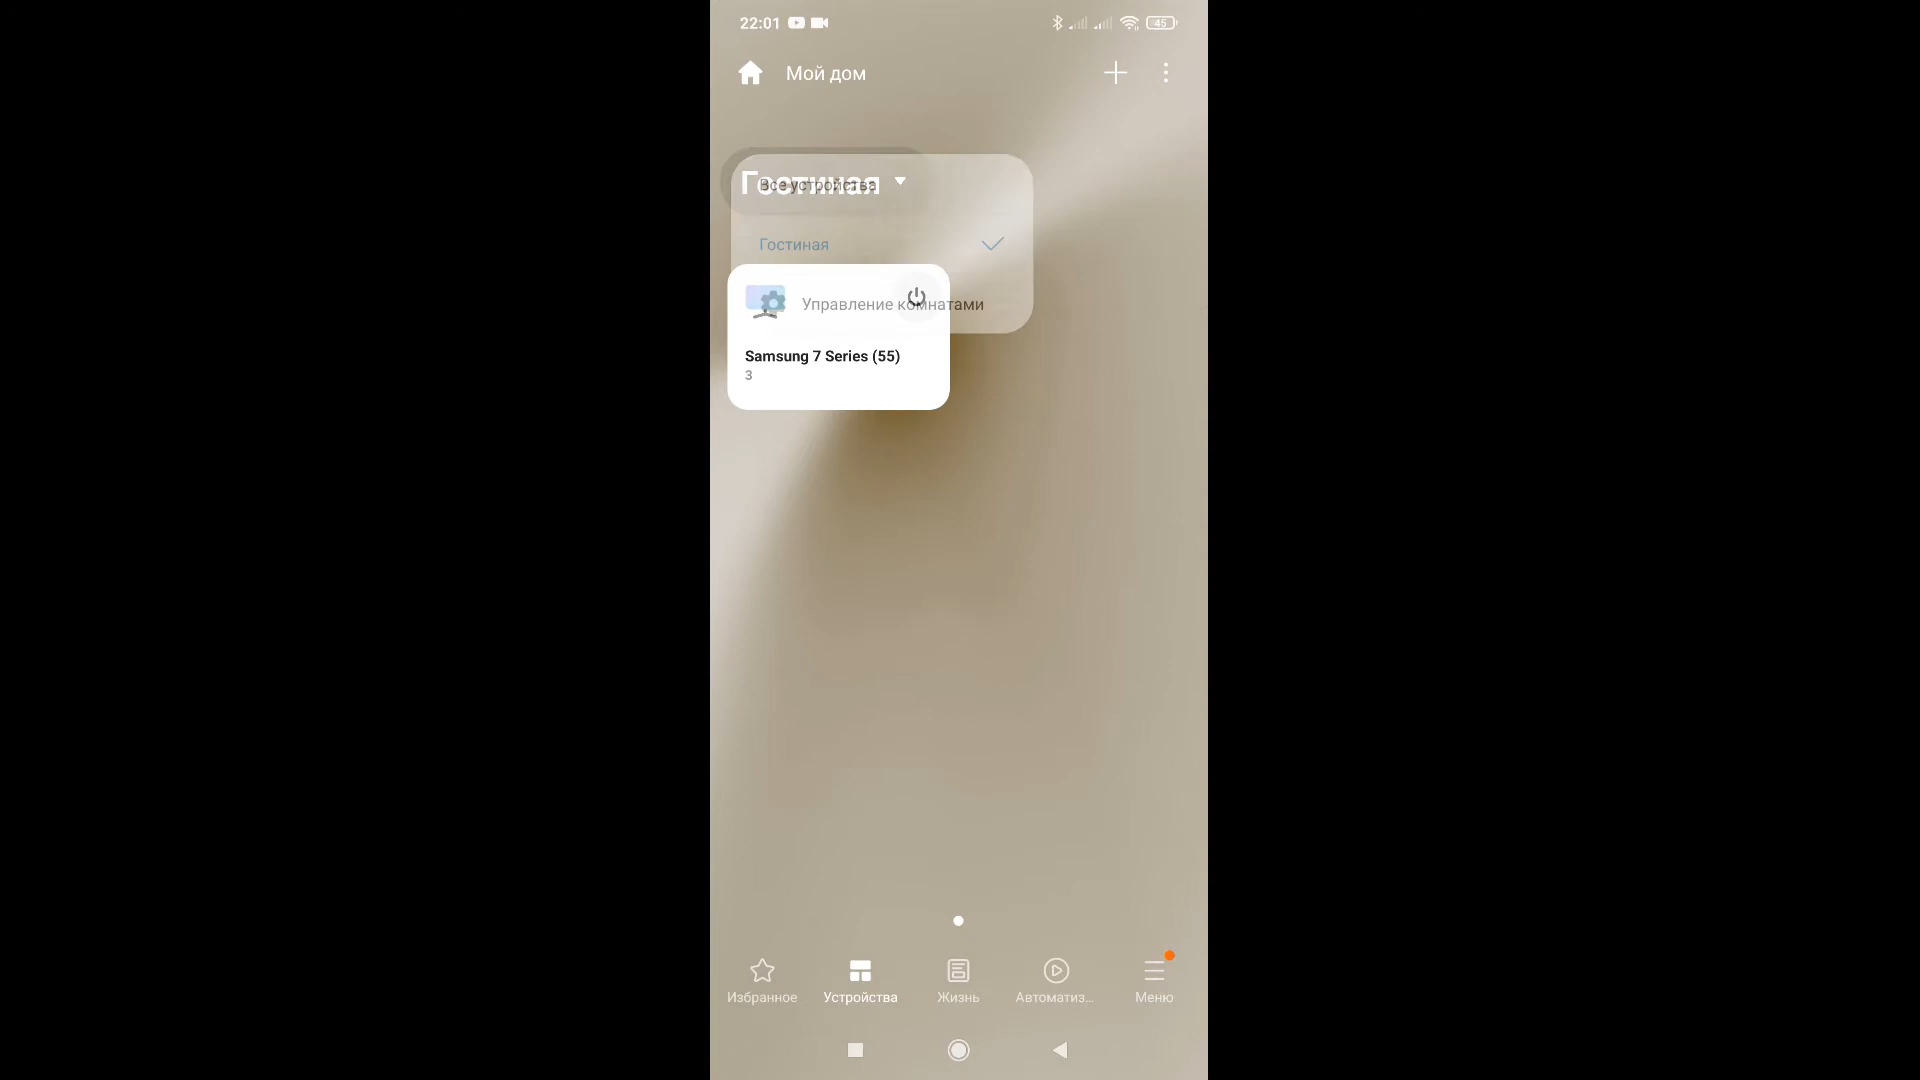 22:01
45
Мой дом
Гостиная
Все устройства
Гостиная
Управление комнатами
Samsung 7 Series (55)
3
Избранное
Устройства
Жизнь
Автоматиз...
Меню